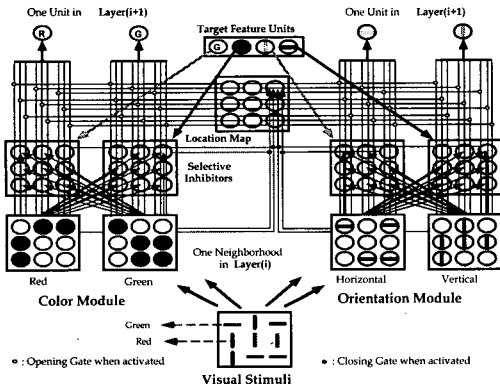 One Unit in Layer(i+1)
Target Feature Units
One Unit in Layer(i+1)
R
G
G
Location Map
Selective
Inhibitors
One Neighborhood
in Layer(i)
Red
Green
Horizontal
Vertical
Color Module
Orientation Module
Green
Red
: Opening Gate when activated
: Closing Gate when activated
Visual Stimuli